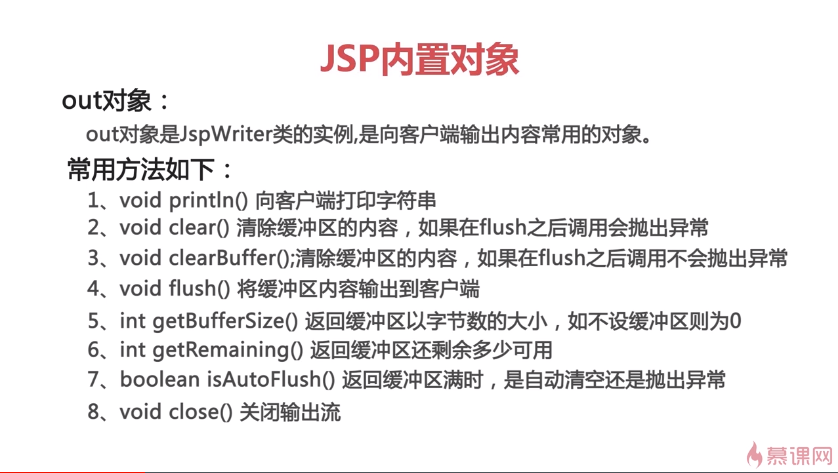 JSP内置对象
out对象：
out对象是JspWriter类的实例,是向客户端输出内容常用的对象。
常用方法如下：
1、void println() 向客户端打印字符串
2、void clear() 清除缓冲区的内容，如果在flush之后调用会抛出异常
3、void clearBuffer();清除缓冲区的内容，如果在flush之后调用不会抛出异常
4、void flush() 将缓冲区内容输出到客户端
5、int getBufferSize() 返回缓冲区以字节数的大小，如不设缓冲区则为0
6、int getRemaining() 返回缓冲区还剩余多少可用
7、boolean isAutoFlush() 返回缓冲区满时，是自动清空还是抛出异常
8、void close() 关闭输出流
慕课网